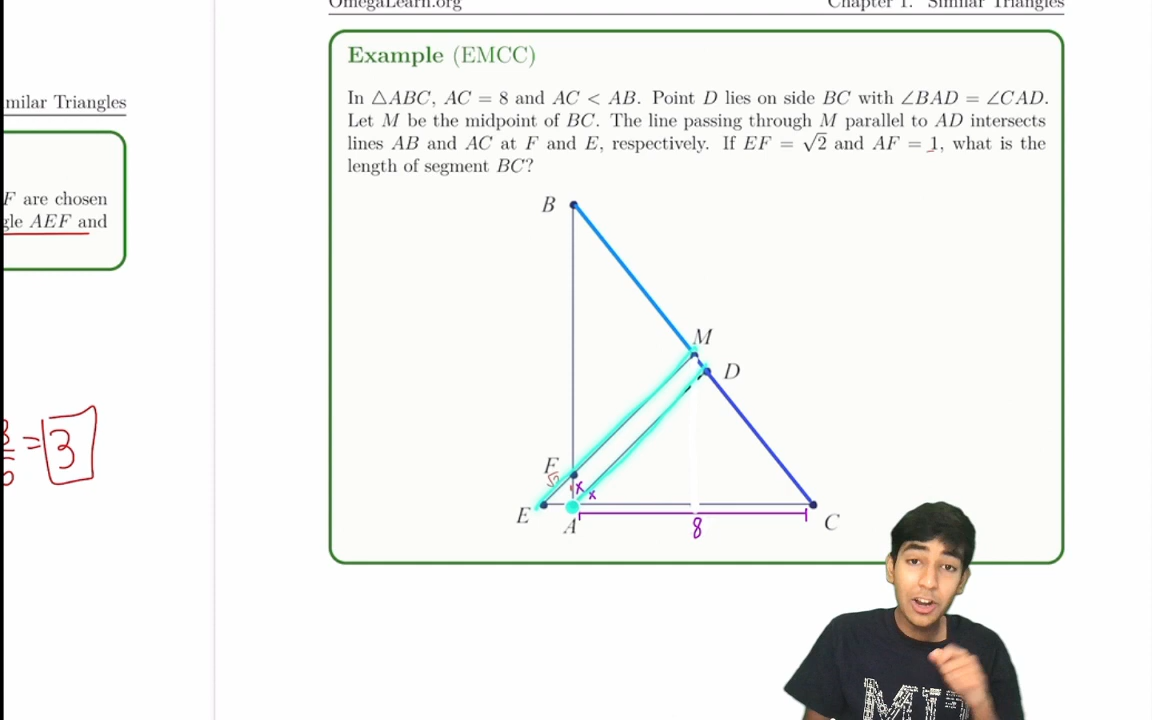 OmegaLearn.org
Chapter 1. Similar Triangles
milar Triangles
F are chosen
gle AEF and
= 3
Example (EMCC)
In △ABC, AC = 8 and AC < AB. Point D lies on side BC with ∠BAD = ∠CAD.
Let M be the midpoint of BC. The line passing through M parallel to AD intersects
lines AB and AC at F and E, respectively. If EF = √2 and AF = 1, what is the
length of segment BC?
B
M
D
F
√2
x
x
E
A
8
C